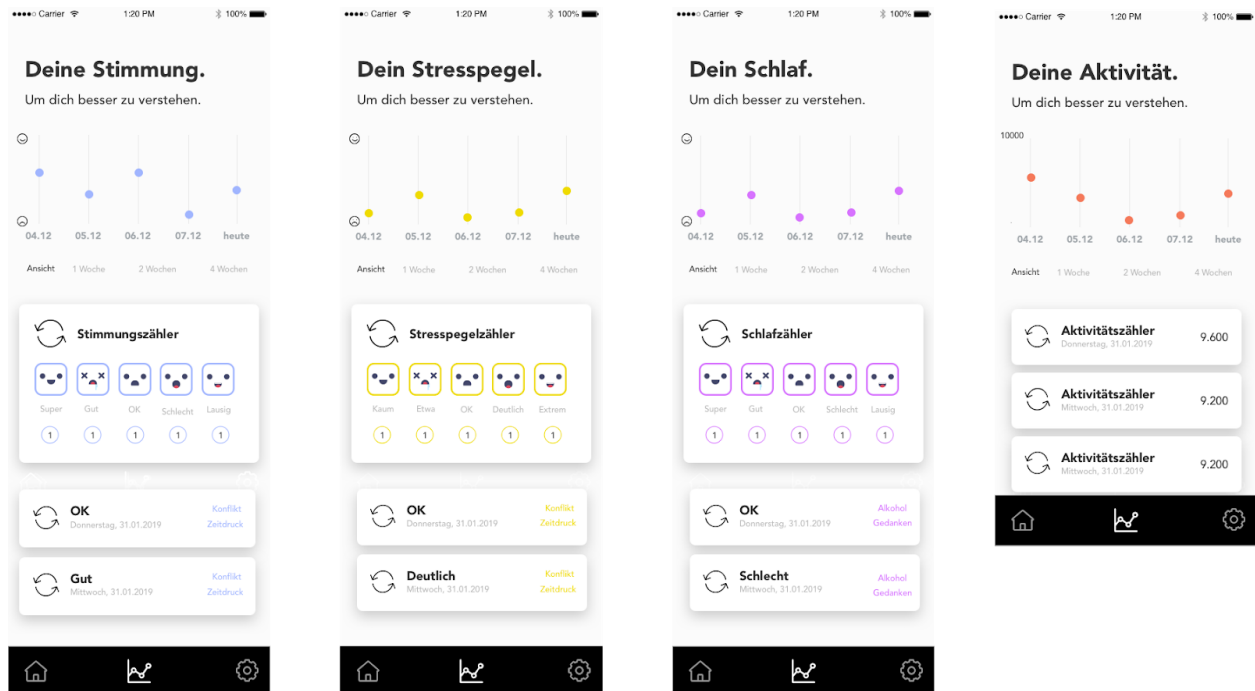 Carrier 1:20 PM 100%
Deine Stimmung.
Um dich besser zu verstehen.
04.12 05.12 06.12 07.12 heute
Ansicht 1 Woche 2 Wochen 4 Wochen
Stimmungszähler
Super Gut OK Schlecht Lausig
1 1 1 1 1
OK
Donnerstag, 31.01.2019
Konflikt
Zeitdruck
Gut
Mittwoch, 31.01.2019
Konflikt
Zeitdruck
Carrier 1:20 PM 100%
Dein Stresspegel.
Um dich besser zu verstehen.
04.12 05.12 06.12 07.12 heute
Ansicht 1 Woche 2 Wochen 4 Wochen
Stresspegelzähler
Kaum Etwa OK Deutlich Extrem
1 1 1 1 1
OK
Donnerstag, 31.01.2019
Konflikt
Zeitdruck
Deutlich
Mittwoch, 31.01.2019
Konflikt
Zeitdruck
Carrier 1:20 PM 100%
Dein Schlaf.
Um dich besser zu verstehen.
04.12 05.12 06.12 07.12 heute
Ansicht 1 Woche 2 Wochen 4 Wochen
Schlafzähler
Super Gut OK Schlecht Lausig
1 1 1 1 1
OK
Donnerstag, 31.01.2019
Alkohol
Gedanken
Schlecht
Mittwoch, 31.01.2019
Alkohol
Gedanken
Carrier 1:20 PM 100%
Deine Aktivität.
Um dich besser zu verstehen.
10000
04.12 05.12 06.12 07.12 heute
Ansicht 1 Woche 2 Wochen 4 Wochen
Aktivitätszähler 9.600
Donnerstag, 31.01.2019
Aktivitätszähler 9.200
Mittwoch, 31.01.2019
Aktivitätszähler 9.200
Mittwoch, 31.01.2019